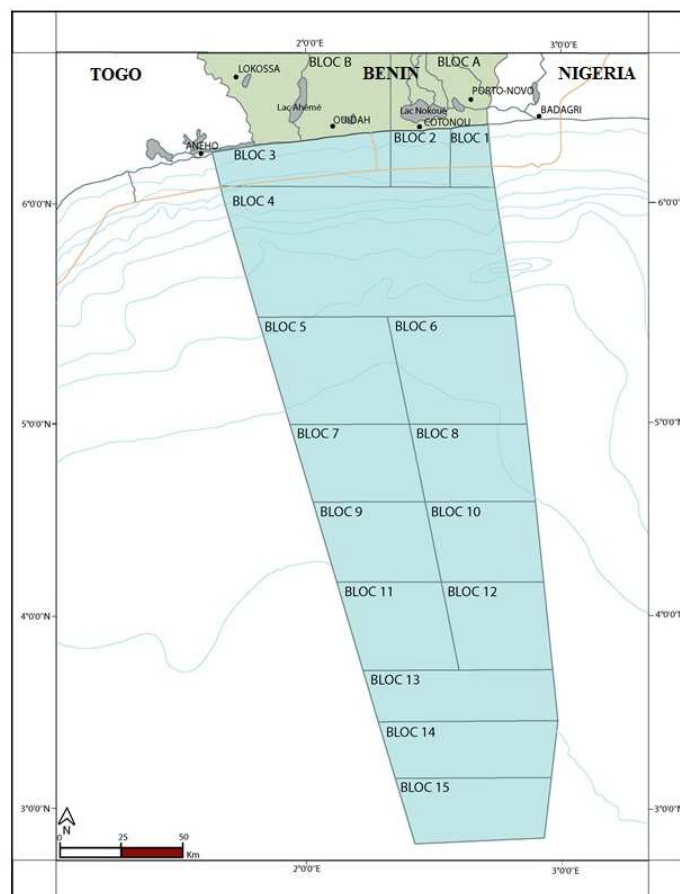 2°0'0"E
3°0'0"E
TOGO
BENIN
NIGERIA
BLOC B
BLOC A
LOKOSSA
PORTO-NOVO
Lac Ahémé
Lac Nokoué
BADAGRI
OUIDAH
COTONOU
ANEHO
BLOC 3
BLOC 2
BLOC 1
6°0'0"N
6°0'0"N
BLOC 4
BLOC 5
BLOC 6
5°0'0"N
5°0'0"N
BLOC 7
BLOC 8
BLOC 9
BLOC 10
BLOC 11
BLOC 12
4°0'0"N
4°0'0"N
BLOC 13
BLOC 14
BLOC 15
3°0'0"N
3°0'0"N
N
0
25
50
Km
2°0'0"E
3°0'0"E